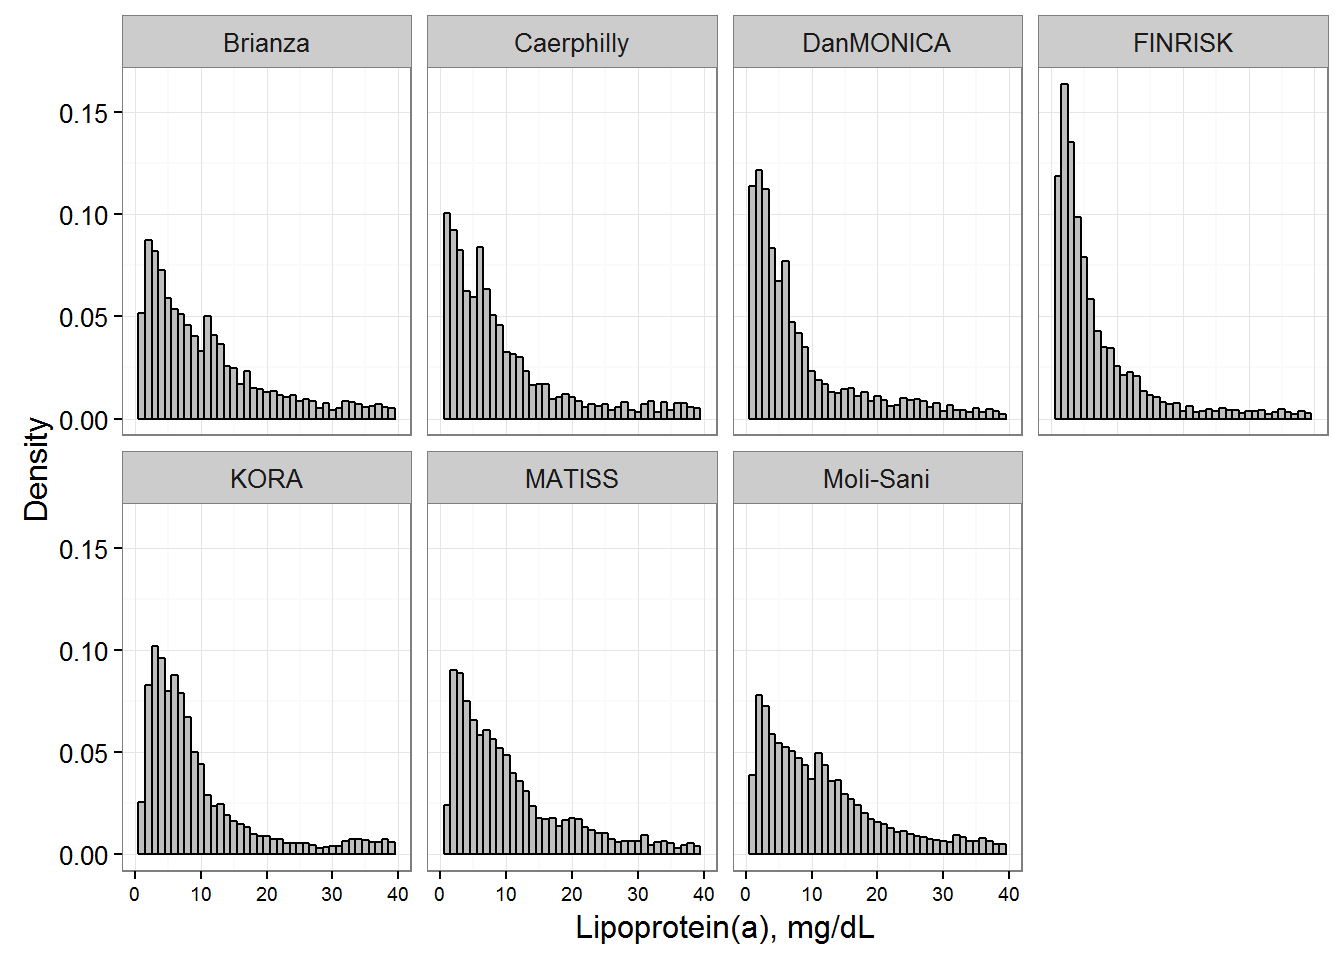 Brianza Caerphilly DanMONICA FINRISK
0.15
0.10
0.05
0.00
Density
KORA MATISS Moli-Sani
0.15
0.10
0.05
0.00
0 10 20 30 40 0 10 20 30 40 0 10 20 30 40
Lipoprotein(a), mg/dL